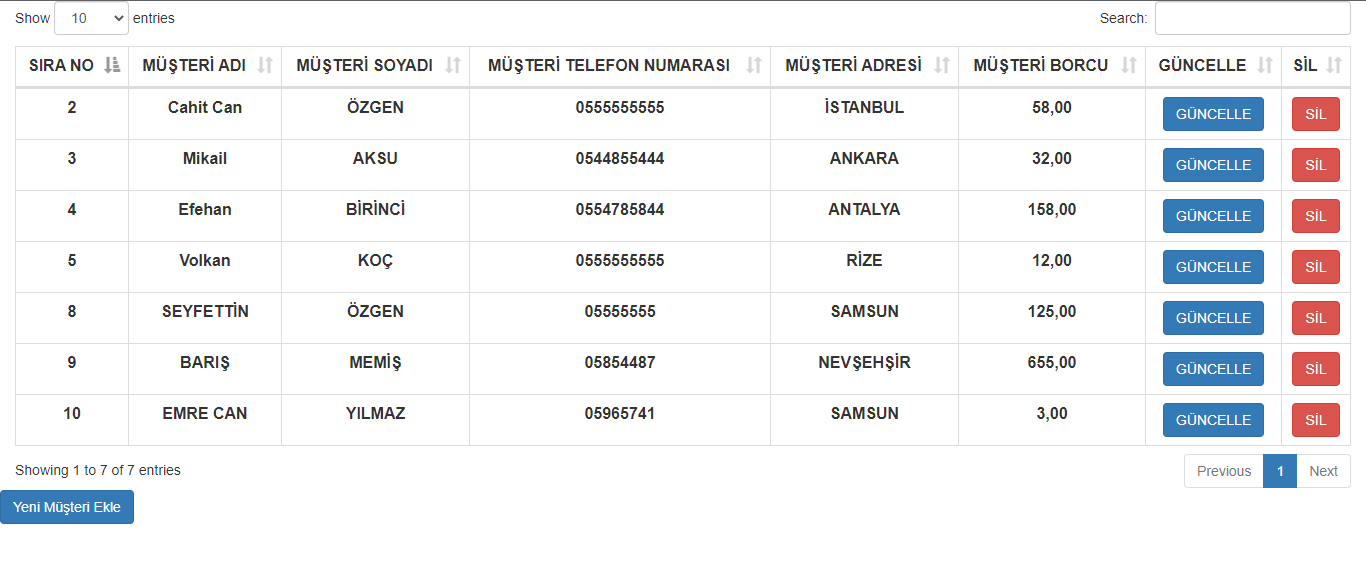 Show 10 entries Search:
SIRA NO MÜŞTERİ ADI MÜŞTERİ SOYADI MÜŞTERİ TELEFON NUMARASI MÜŞTERİ ADRESİ MÜŞTERİ BORCU GÜNCELLE SİL
2 Cahit Can ÖZGEN 0555555555 İSTANBUL 58,00 GÜNCELLE SİL
3 Mikail AKSU 0544855444 ANKARA 32,00 GÜNCELLE SİL
4 Efehan BİRİNCİ 0554785844 ANTALYA 158,00 GÜNCELLE SİL
5 Volkan KOÇ 0555555555 RİZE 12,00 GÜNCELLE SİL
8 SEYFETTİN ÖZGEN 05555555 SAMSUN 125,00 GÜNCELLE SİL
9 BARIŞ MEMİŞ 05854487 NEVŞEHŞİR 655,00 GÜNCELLE SİL
10 EMRE CAN YILMAZ 05965741 SAMSUN 3,00 GÜNCELLE SİL
Showing 1 to 7 of 7 entries Previous 1 Next
Yeni Müşteri Ekle